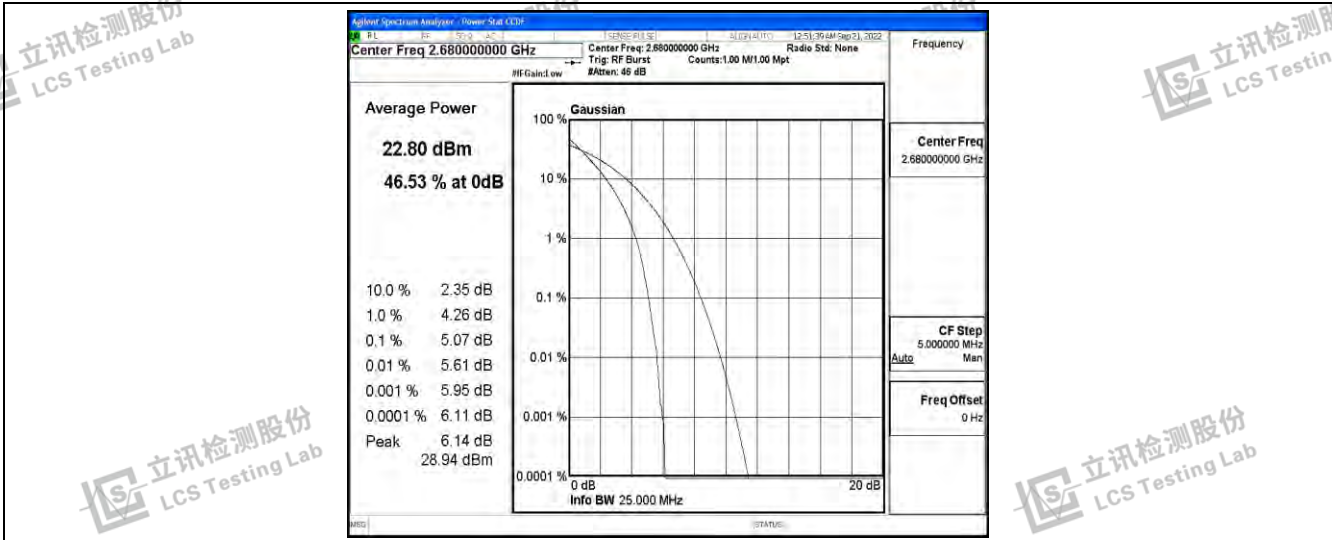 立讯检测股份
LCS Testing Lab
Agilent Spectrum Analyzer - Power Stat CCDF
RL RF 50 Ω AC SENSE:PULSE ALIGN AUTO 12:51:39 AM Sep 21, 2022
Center Freq 2.680000000 GHz
Center Freq: 2.680000000 GHz Radio Std: None
Trig: RF Burst Counts:1.00 M/1.00 Mpt
#IFGain:Low #Atten: 46 dB
Frequency
立讯检测股
LCS Testin
Average Power
22.80 dBm
46.53 % at 0dB
10.0 % 2.35 dB
1.0 % 4.26 dB
0.1 % 5.07 dB
0.01 % 5.61 dB
0.001 % 5.95 dB
0.0001 % 6.11 dB
Peak 6.14 dB
28.94 dBm
Gaussian
100 %
10 %
1 %
0.1 %
0.01 %
0.001 %
0.0001 %
0 dB 20 dB
Info BW 25.000 MHz
Center Freq
2.680000000 GHz
CF Step
5.000000 MHz
Auto Man
Freq Offset
0 Hz
立讯检测股份
LCS Testing Lab
立讯检测股份
LCS Testing Lab
MSG STATUS